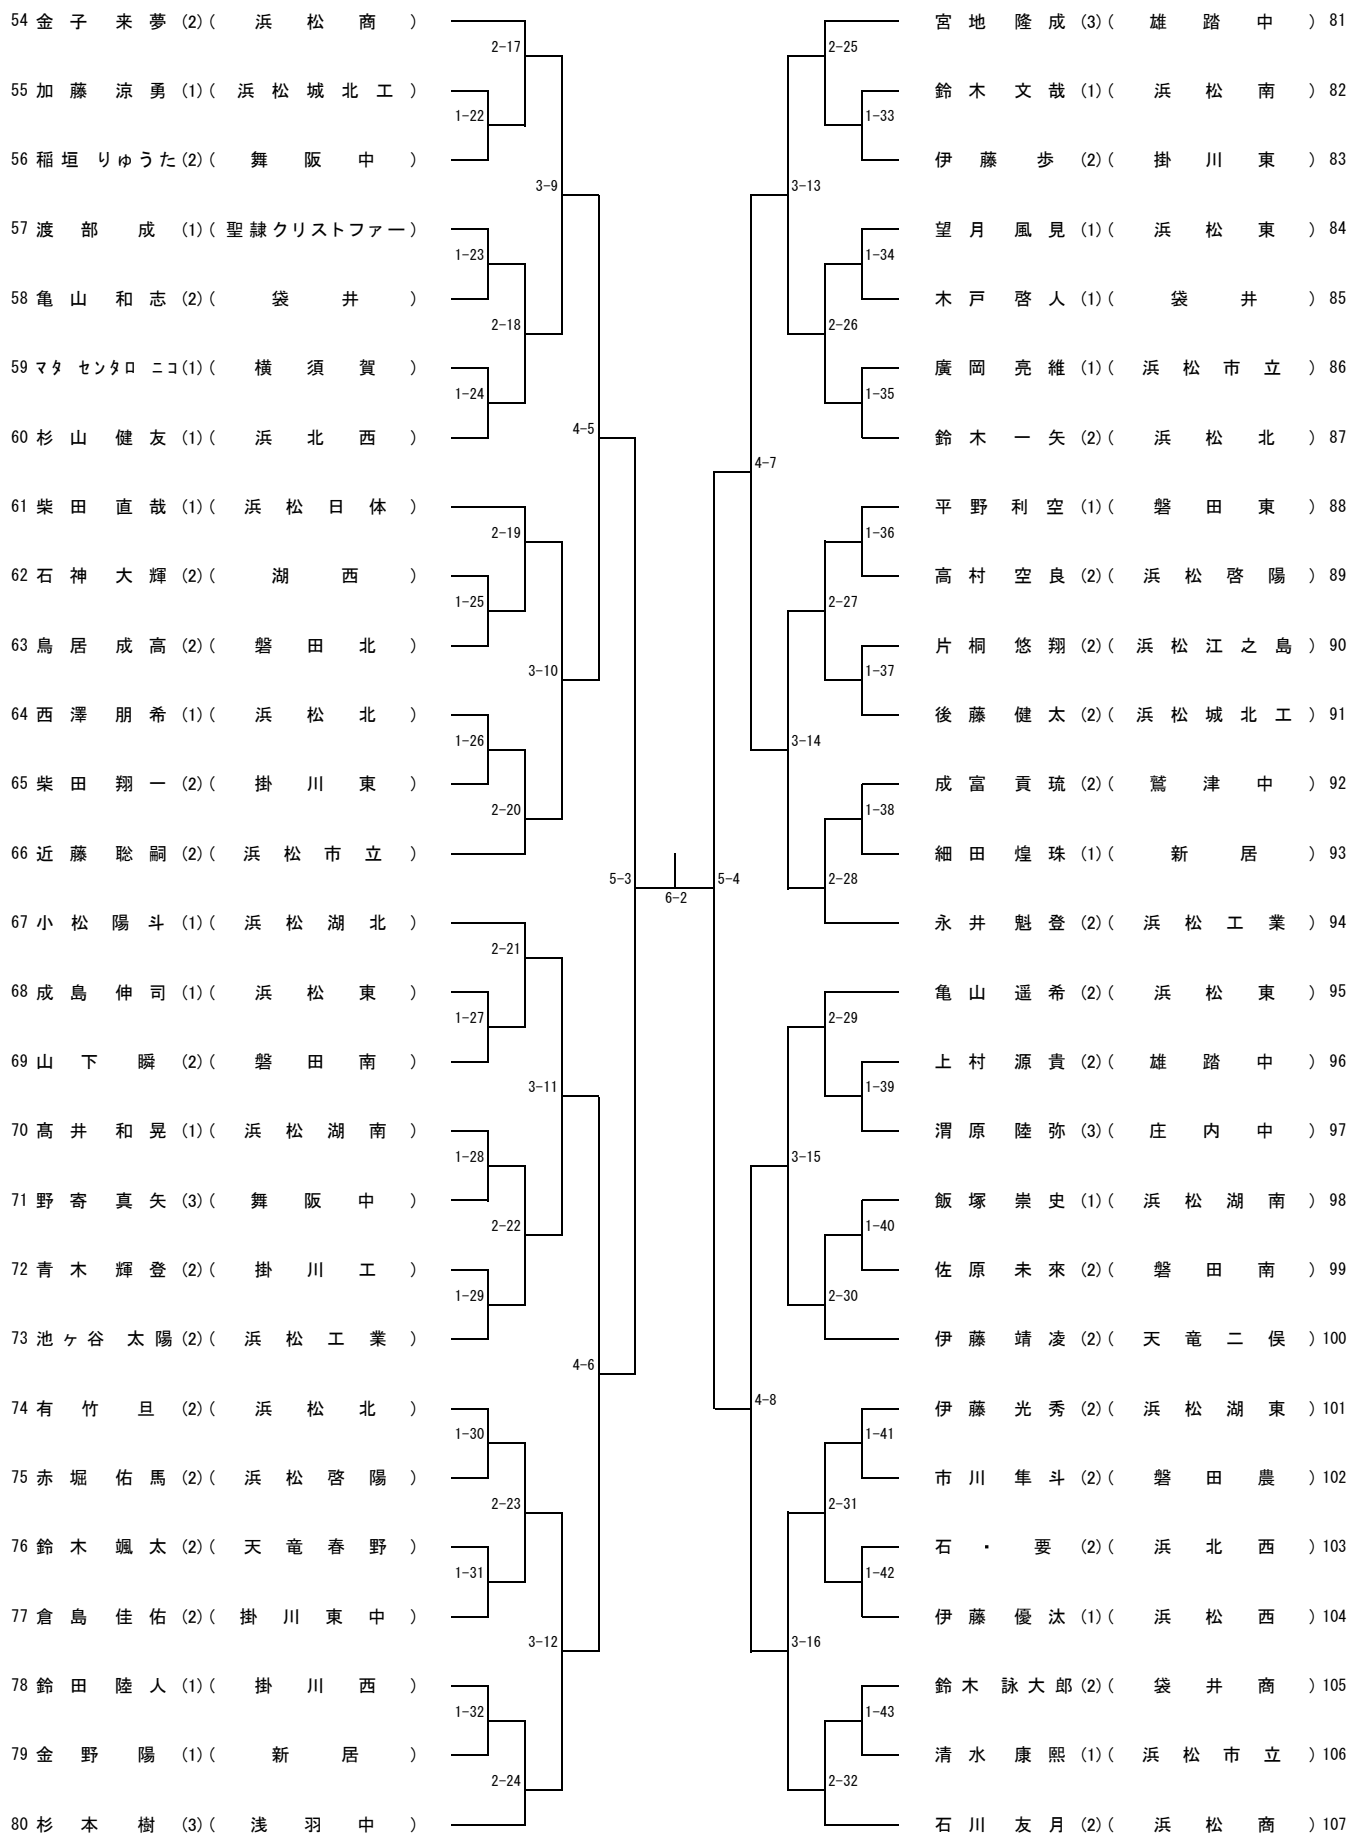 54 金子 来夢 (2) ( 浜松商 )
2-17
55 加藤 涼勇 (1) ( 浜松城北工 )
1-22
56 稲垣 りゅうた (2) ( 舞阪中 )
3-9
57 渡部 成 (1) ( 聖隷クリストファー )
1-23
58 亀山 和志 (2) ( 袋井 )
2-18
59 マタ センタロ ニコ (1) ( 横須賀 )
1-24
60 杉山 健友 (1) ( 浜北西 )
4-5
61 柴田 直哉 (1) ( 浜松日体 )
2-19
62 石神 大輝 (2) ( 湖西 )
1-25
63 鳥居 成高 (2) ( 磐田北 )
3-10
64 西澤 朋希 (1) ( 浜松北 )
1-26
65 柴田 翔一 (2) ( 掛川東 )
2-20
66 近藤 聡嗣 (2) ( 浜松市立 )
5-3
67 小松 陽斗 (1) ( 浜松湖北 )
2-21
68 成島 伸司 (1) ( 浜松東 )
1-27
69 山下 瞬 (2) ( 磐田南 )
3-11
70 髙井 和晃 (1) ( 浜松湖南 )
1-28
71 野寄 真矢 (3) ( 舞阪中 )
2-22
72 青木 輝登 (2) ( 掛川工 )
1-29
73 池ヶ谷 太陽 (2) ( 浜松工業 )
4-6
74 有竹 旦 (2) ( 浜松北 )
1-30
75 赤堀 佑馬 (2) ( 浜松啓陽 )
2-23
76 鈴木 颯太 (2) ( 天竜春野 )
1-31
77 倉島 佳佑 (2) ( 掛川東中 )
3-12
78 鈴田 陸人 (1) ( 掛川西 )
1-32
79 金野 陽 (1) ( 新居 )
2-24
80 杉本 樹 (3) ( 浅羽中 )
6-2
宮地 隆成 (3) ( 雄踏中 ) 81
2-25
鈴木 文哉 (1) ( 浜松南 ) 82
1-33
伊藤 歩 (2) ( 掛川東 ) 83
3-13
望月 風見 (1) ( 浜松東 ) 84
1-34
木戸 啓人 (1) ( 袋井 ) 85
2-26
廣岡 亮維 (1) ( 浜松市立 ) 86
1-35
鈴木 一矢 (2) ( 浜松北 ) 87
4-7
平野 利空 (1) ( 磐田東 ) 88
1-36
高村 空良 (2) ( 浜松啓陽 ) 89
2-27
片桐 悠翔 (2) ( 浜松江之島 ) 90
1-37
後藤 健太 (2) ( 浜松城北工 ) 91
3-14
成富 貢琉 (2) ( 鷲津中 ) 92
1-38
細田 煌珠 (1) ( 新居 ) 93
5-4
2-28
永井 魁登 (2) ( 浜松工業 ) 94
亀山 遥希 (2) ( 浜松東 ) 95
2-29
上村 源貴 (2) ( 雄踏中 ) 96
1-39
渭原 陸弥 (3) ( 庄内中 ) 97
3-15
飯塚 崇史 (1) ( 浜松湖南 ) 98
1-40
佐原 未來 (2) ( 磐田南 ) 99
2-30
伊藤 靖凌 (2) ( 天竜二俣 ) 100
4-8
伊藤 光秀 (2) ( 浜松湖東 ) 101
1-41
市川 隼斗 (2) ( 磐田農 ) 102
2-31
石・ 要 (2) ( 浜北西 ) 103
1-42
伊藤 優汰 (1) ( 浜松西 ) 104
3-16
鈴木 詠大郎 (2) ( 袋井商 ) 105
1-43
清水 康熙 (1) ( 浜松市立 ) 106
2-32
石川 友月 (2) ( 浜松商 ) 107